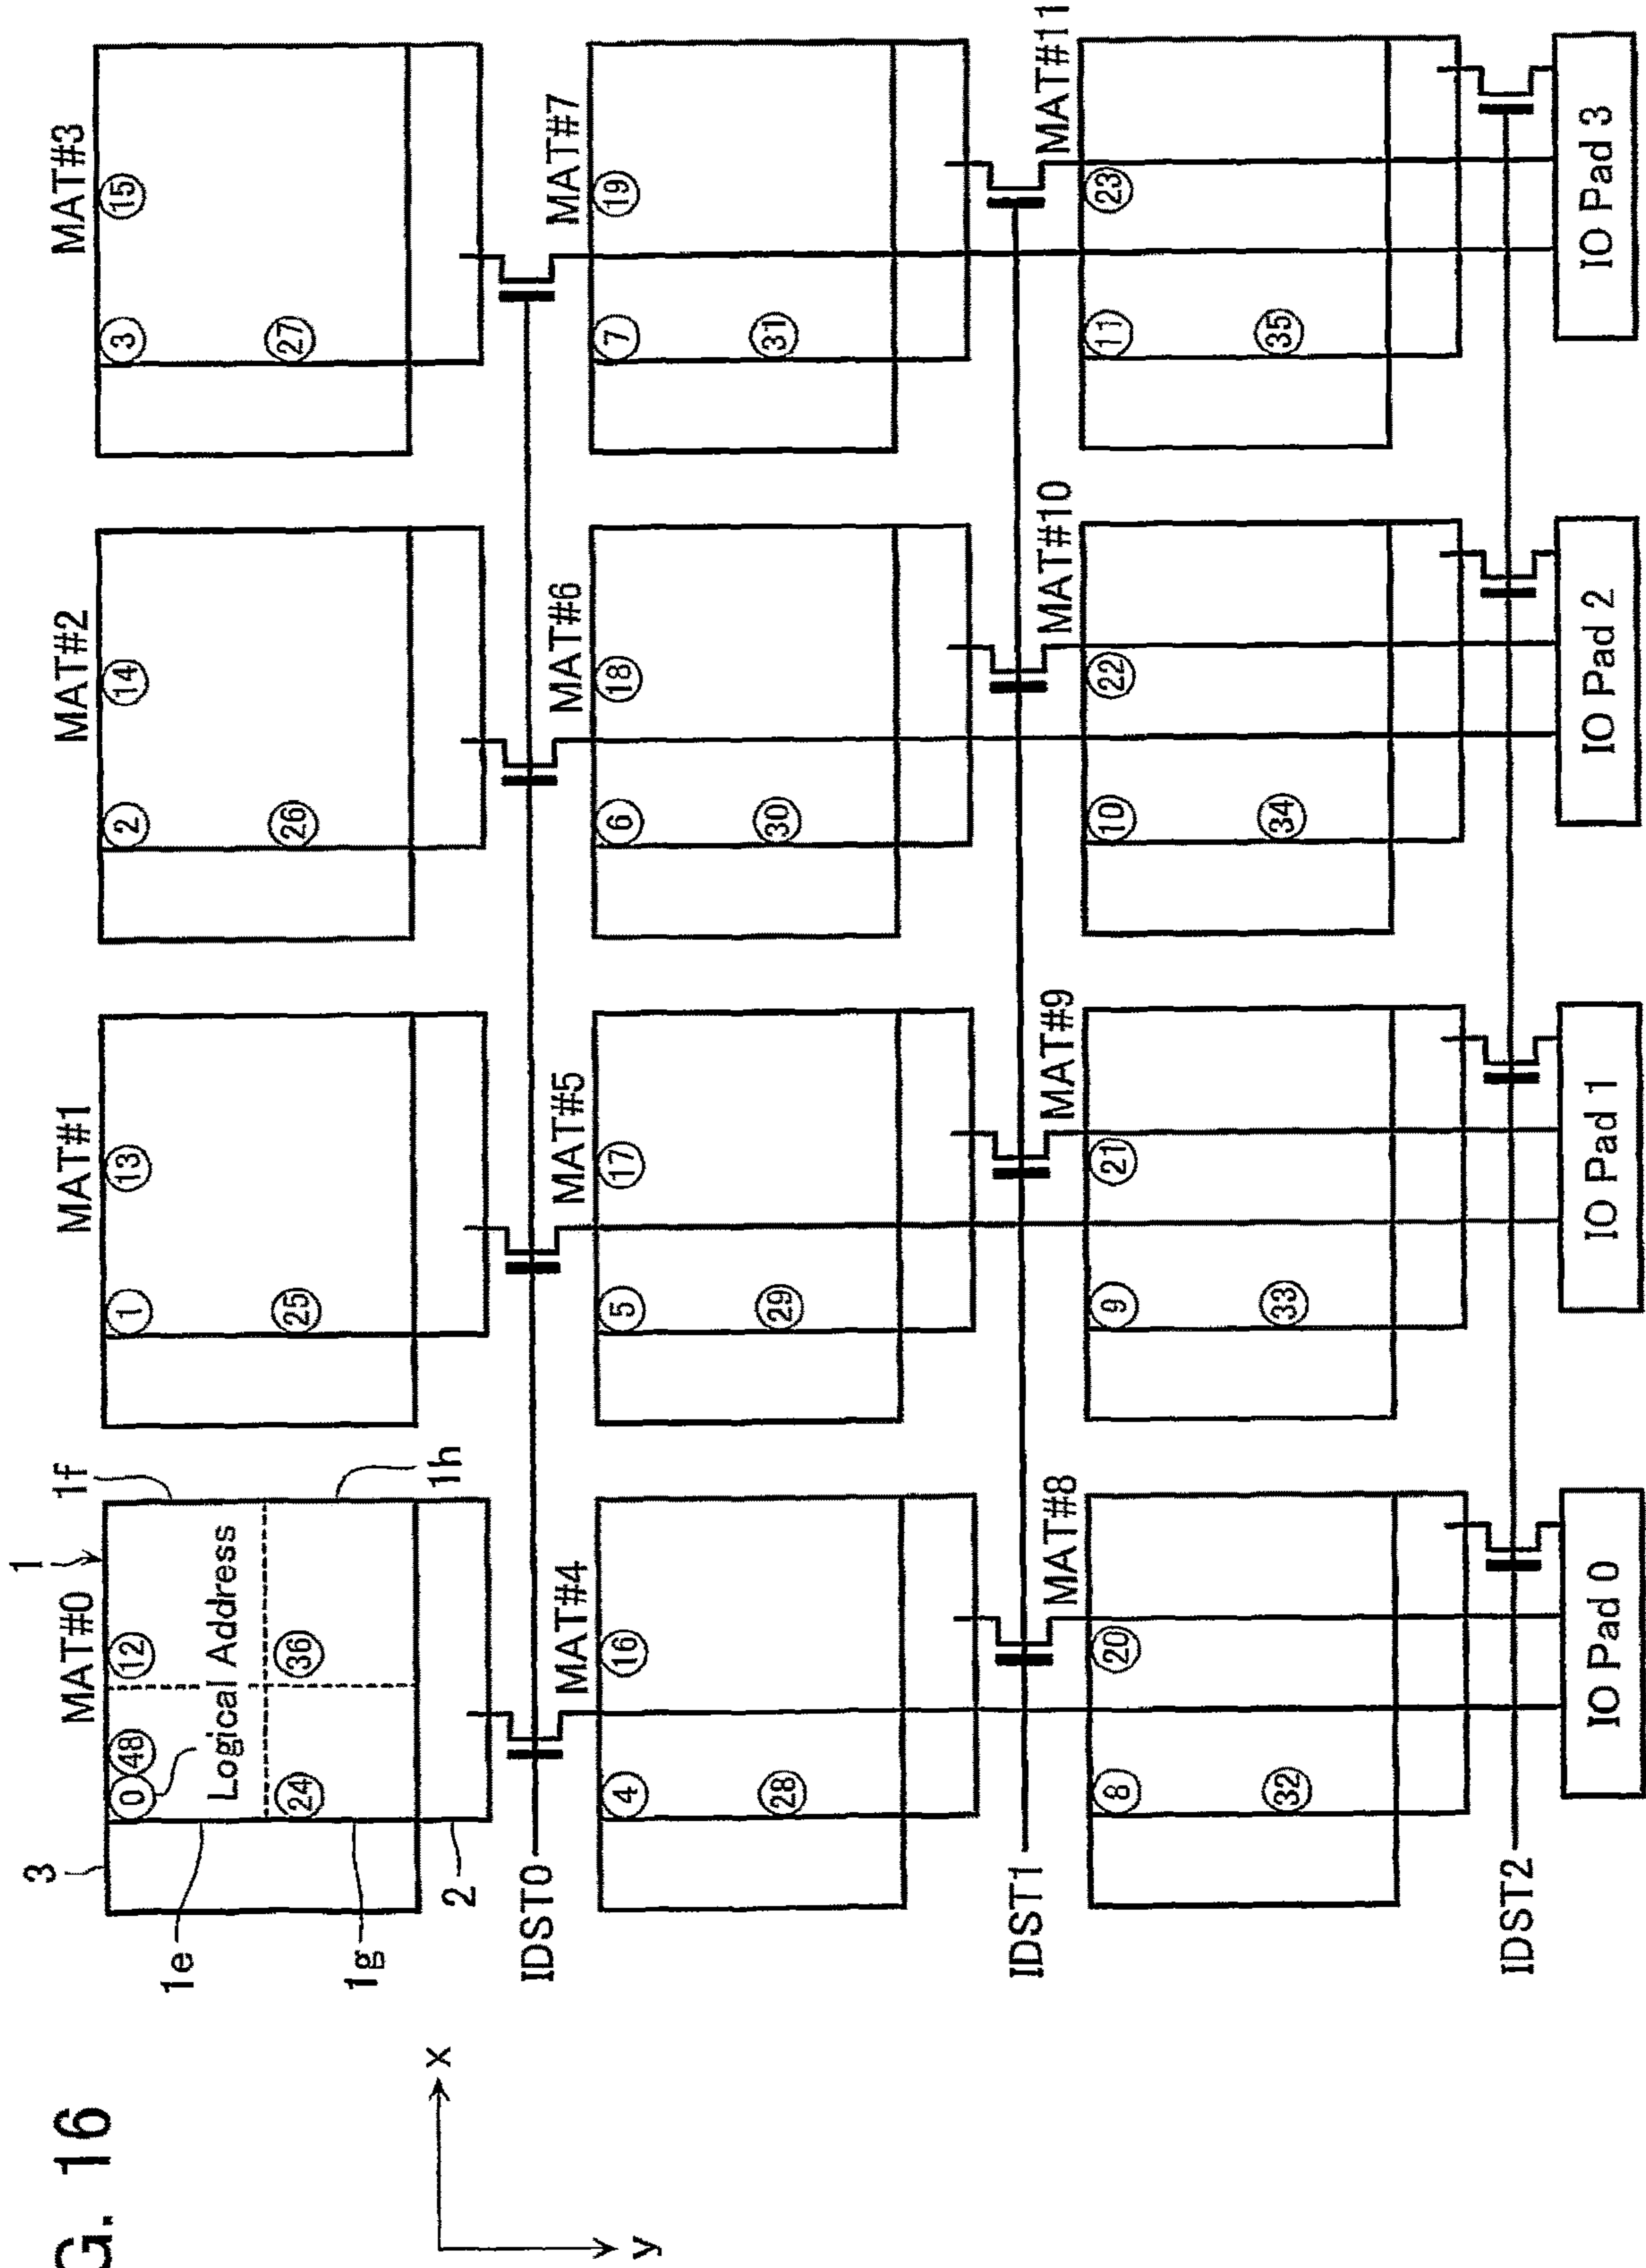 G. 16
1
3
MAT#0
1f
MAT#1
MAT#2
MAT#3
0 48 12
1 13
2 14
3 15
1e
Logical Address
24 36
25
26
27
1g
1h
2
x
y
IDST0
MAT#4
MAT#5
MAT#6
MAT#7
4 16
5 17
6 18
7 19
28
29
30
31
IDST1
MAT#8
MAT#9
MAT#10
MAT#11
8 20
9 21
10 22
11 23
32
33
34
35
IDST2
IO Pad 0
IO Pad 1
IO Pad 2
IO Pad 3